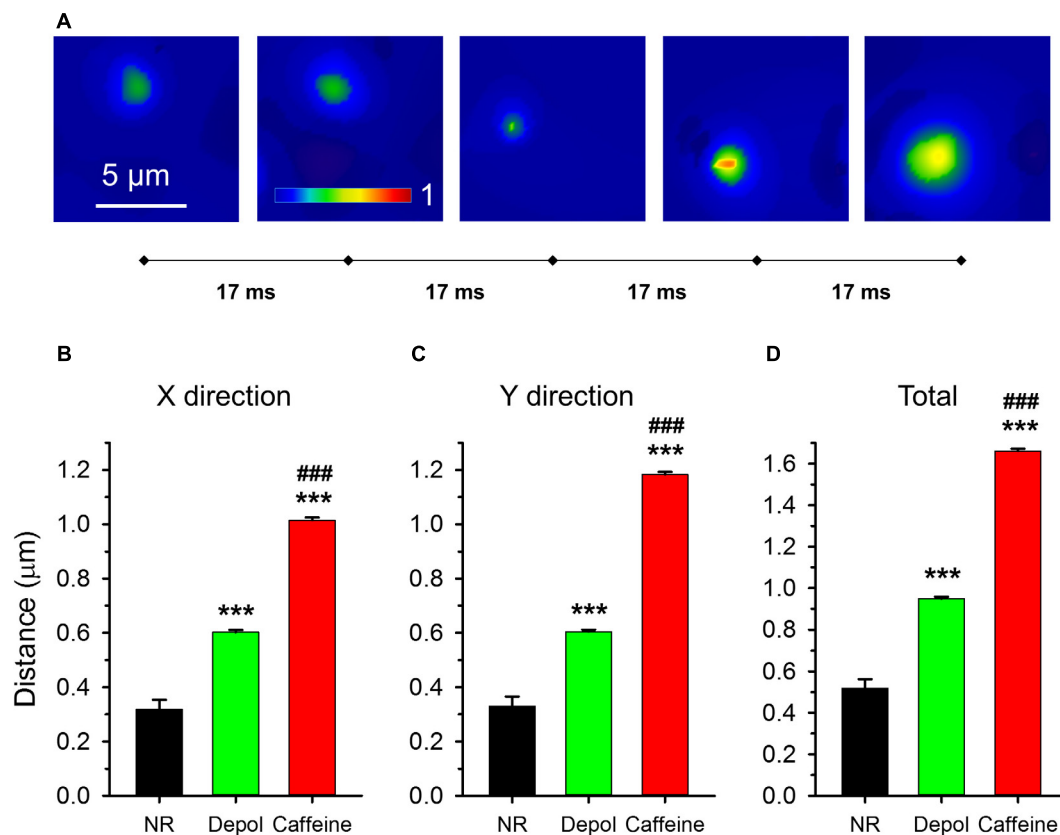 A
5 µm
1
17 ms
17 ms
17 ms
17 ms
B
C
D
X direction
Y direction
Total
Distance (µm)
1.2
1.0
0.8
0.6
0.4
0.2
0.0
***
###
***
NR
Depol
Caffeine
1.2
1.0
0.8
0.6
0.4
0.2
0.0
***
###
***
NR
Depol
Caffeine
1.6
1.4
1.2
1.0
0.8
0.6
0.4
0.2
0.0
***
###
***
NR
Depol
Caffeine